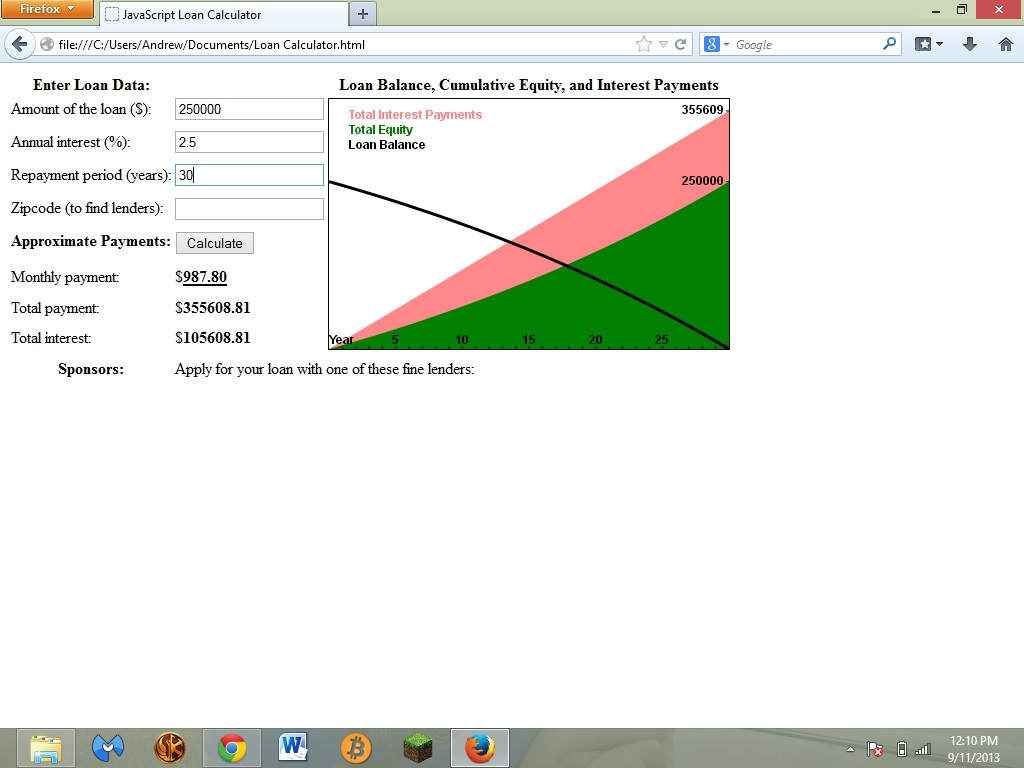 Firefox
JavaScript Loan Calculator
file:///C:/Users/Andrew/Documents/Loan Calculator.html
Google
Enter Loan Data:
Loan Balance, Cumulative Equity, and Interest Payments
Amount of the loan ($): 250000
Annual interest (%): 2.5
Repayment period (years): 30
Zipcode (to find lenders):
Approximate Payments: Calculate
Monthly payment: $987.80
Total payment: $355608.81
Total interest: $105608.81
Total Interest Payments
Total Equity
Loan Balance
355609
250000
Year 5 10 15 20 25
Sponsors: Apply for your loan with one of these fine lenders:
12:10 PM
9/11/2013